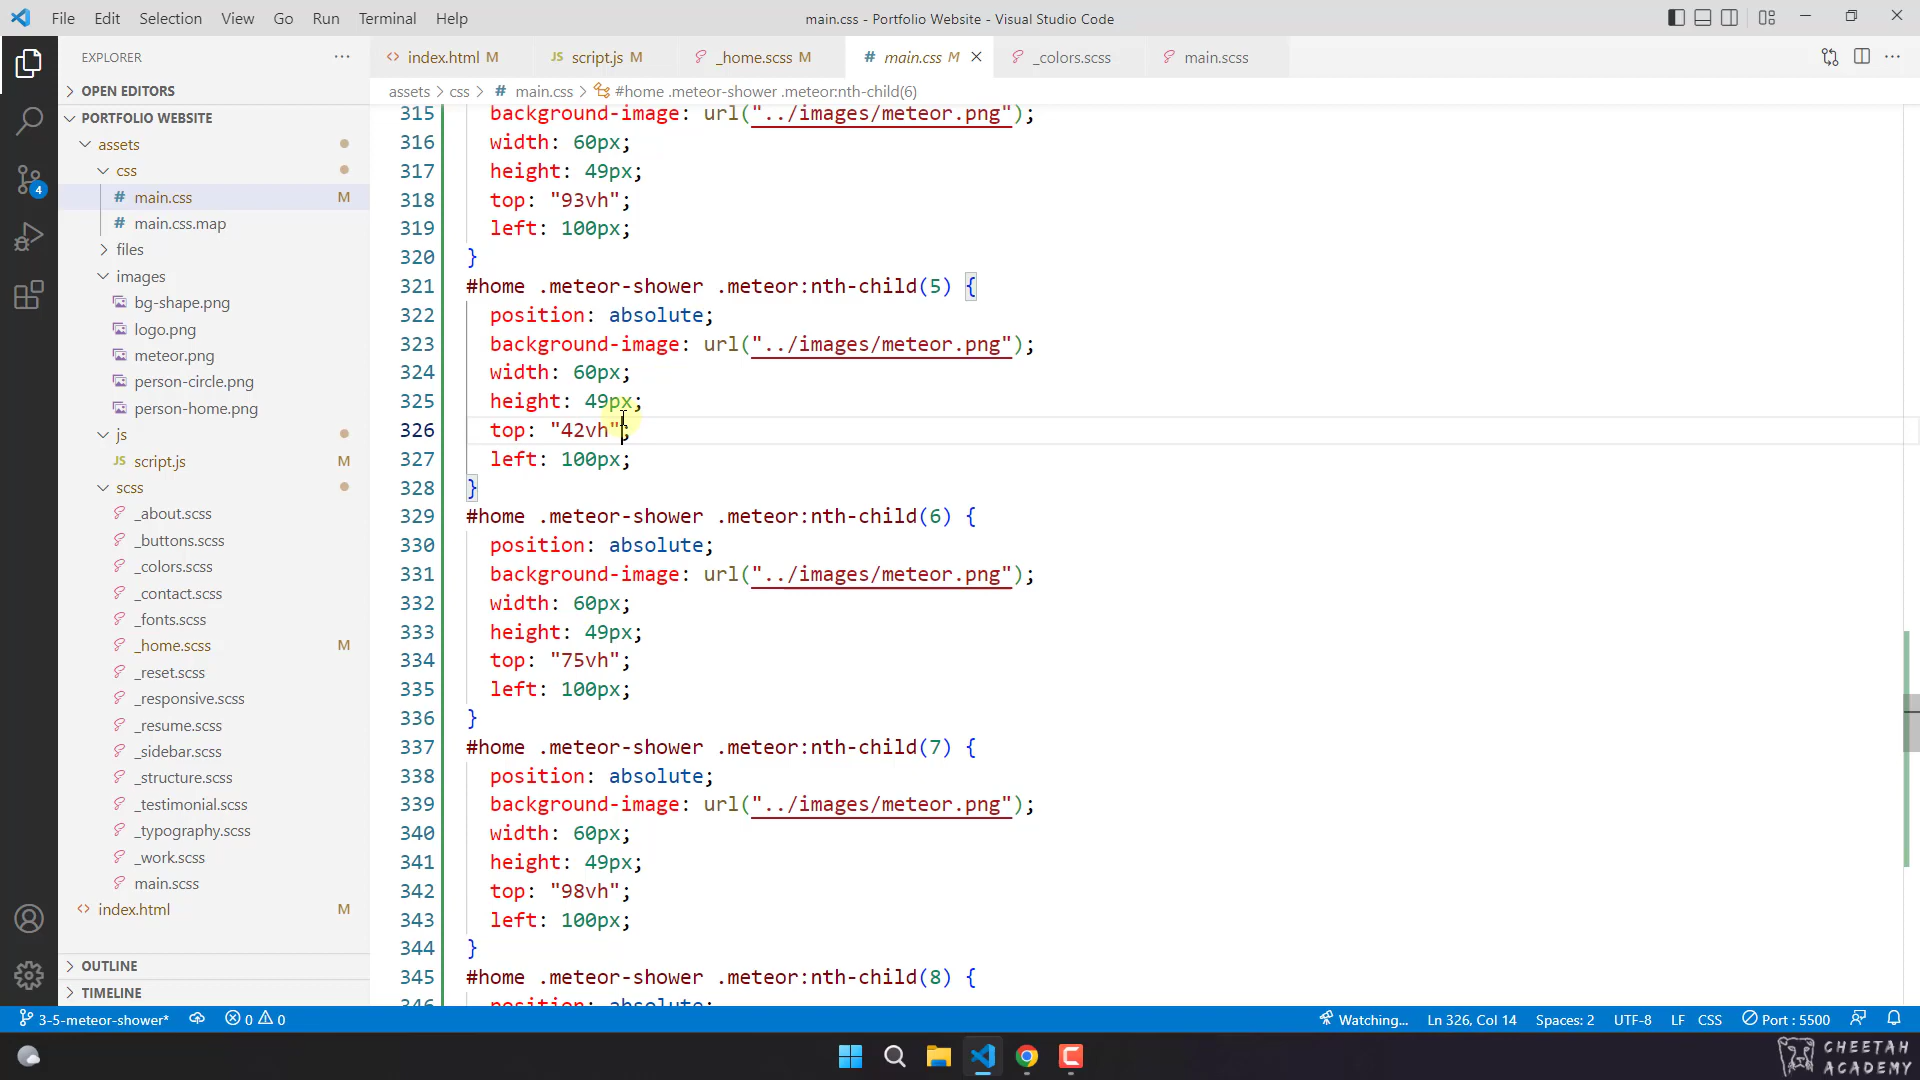 File Edit Selection View Go Run Terminal Help
main.css - Portfolio Website - Visual Studio Code
EXPLORER
index.html M
JS script.js M
_home.scss M
# main.css M
_colors.scss
main.scss
OPEN EDITORS
assets > css > # main.css > #home .meteor-shower .meteor:nth-child(6)
PORTFOLIO WEBSITE
assets
css
# main.css M
# main.css.map
files
images
bg-shape.png
logo.png
meteor.png
person-circle.png
person-home.png
js
JS script.js M
scss
_about.scss
_buttons.scss
_colors.scss
_contact.scss
_fonts.scss
_home.scss M
_reset.scss
_responsive.scss
_resume.scss
_sidebar.scss
_structure.scss
_testimonial.scss
_typography.scss
_work.scss
main.scss
index.html M
OUTLINE
TIMELINE
4
315 background-image: url("../images/meteor.png");
316 width: 60px;
317 height: 49px;
318 top: "93vh";
319 left: 100px;
320 }
321 #home .meteor-shower .meteor:nth-child(5) {
322 position: absolute;
323 background-image: url("../images/meteor.png");
324 width: 60px;
325 height: 49px;
326 top: "42vh";
327 left: 100px;
328 }
329 #home .meteor-shower .meteor:nth-child(6) {
330 position: absolute;
331 background-image: url("../images/meteor.png");
332 width: 60px;
333 height: 49px;
334 top: "75vh";
335 left: 100px;
336 }
337 #home .meteor-shower .meteor:nth-child(7) {
338 position: absolute;
339 background-image: url("../images/meteor.png");
340 width: 60px;
341 height: 49px;
342 top: "98vh";
343 left: 100px;
344 }
345 #home .meteor-shower .meteor:nth-child(8) {
346 position: absolute;
3-5-meteor-shower* 0 0
Watching... Ln 326, Col 14 Spaces: 2 UTF-8 LF CSS Port : 5500
CHEETAH
ACADEMY